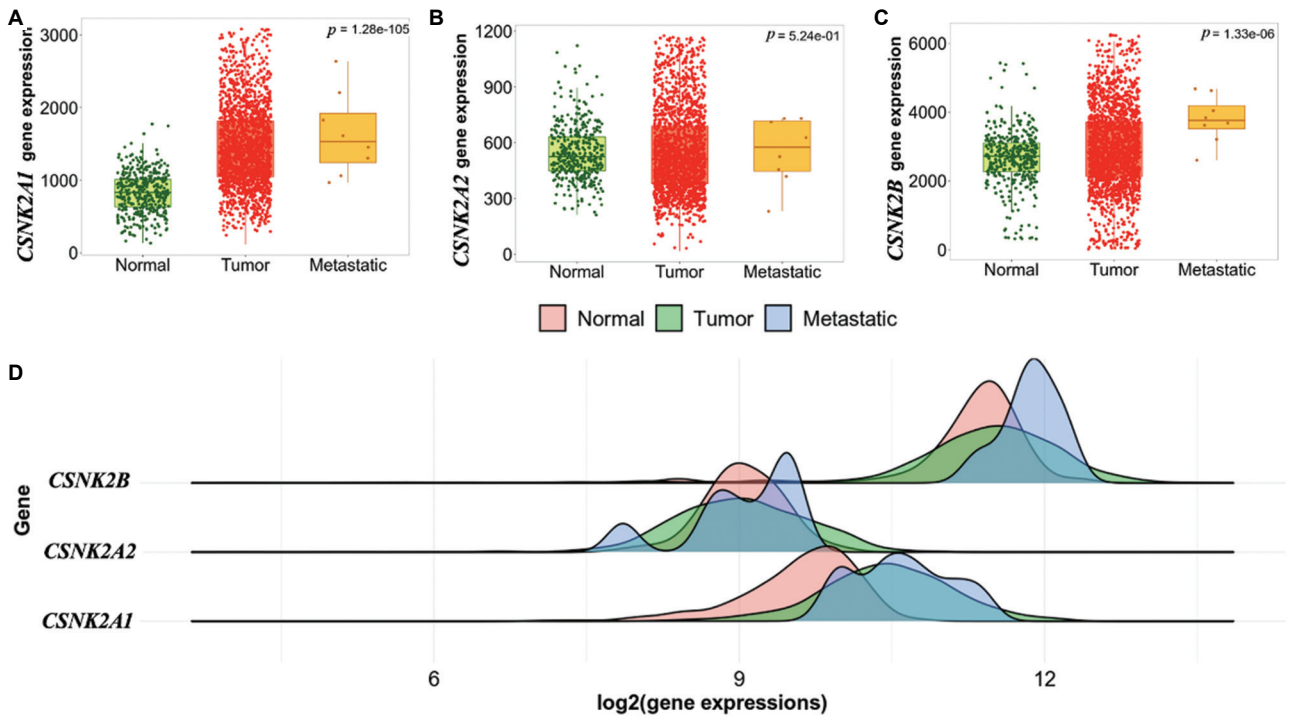 A
CSNK2A1 gene expression
3000
2000
1000
0
p = 1.28e-105
Normal Tumor Metastatic
B
CSNK2A2 gene expression
1200
900
600
300
0
p = 5.24e-01
Normal Tumor Metastatic
C
CSNK2B gene expression
6000
4000
2000
0
p = 1.33e-06
Normal Tumor Metastatic
Normal Tumor Metastatic
D
Gene
CSNK2B
CSNK2A2
CSNK2A1
6 9 12
log2(gene expressions)